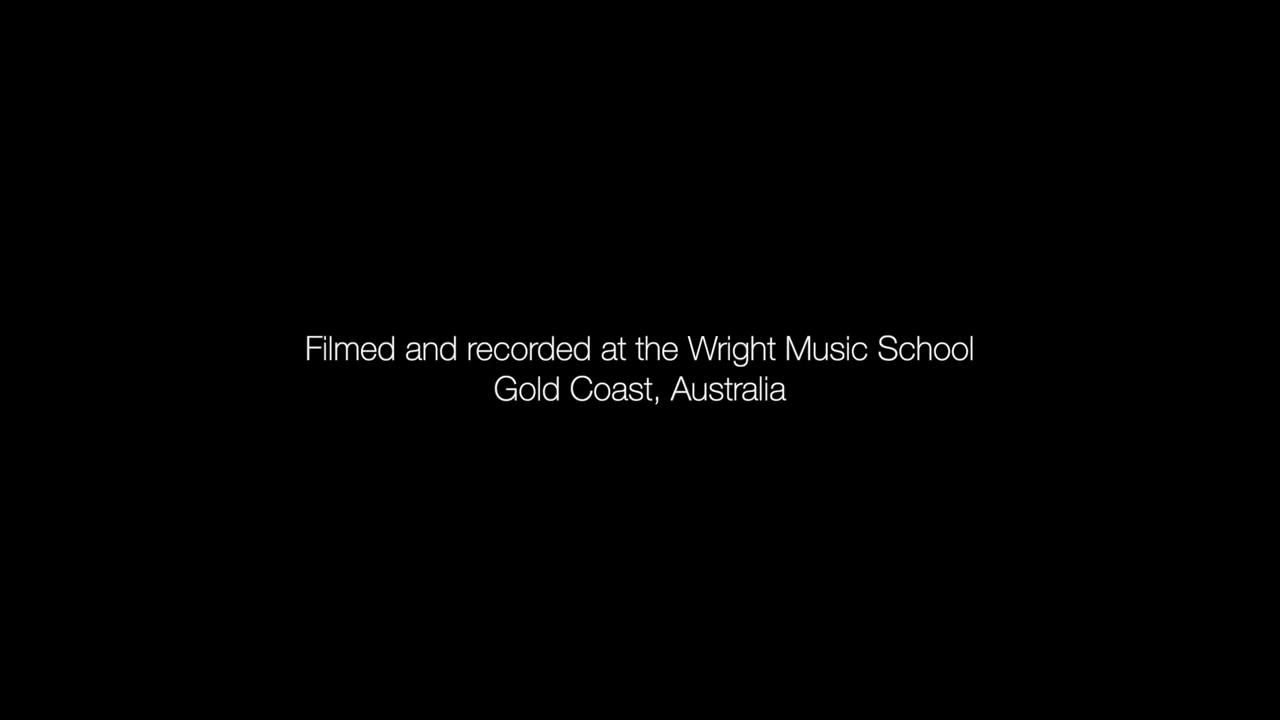 Filmed and recorded at the Wright Music School
Gold Coast, Australia